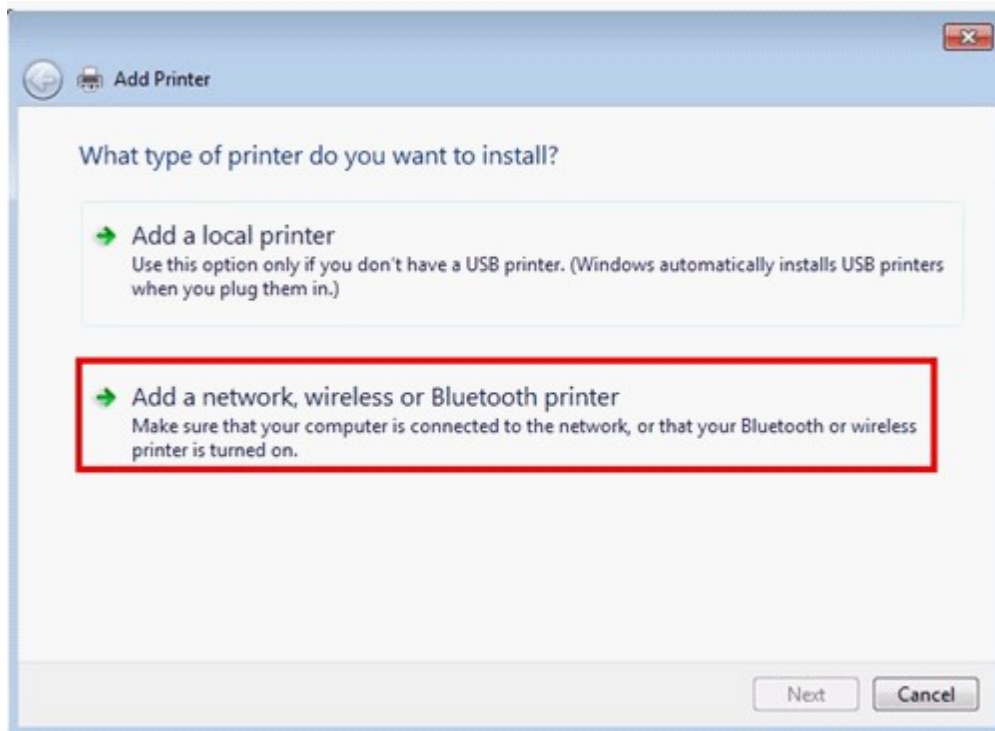 Add Printer
What type of printer do you want to install?
Add a local printer
Use this option only if you don't have a USB printer. (Windows automatically installs USB printers
when you plug them in.)
Add a network, wireless or Bluetooth printer
Make sure that your computer is connected to the network, or that your Bluetooth or wireless
printer is turned on.
Next Cancel